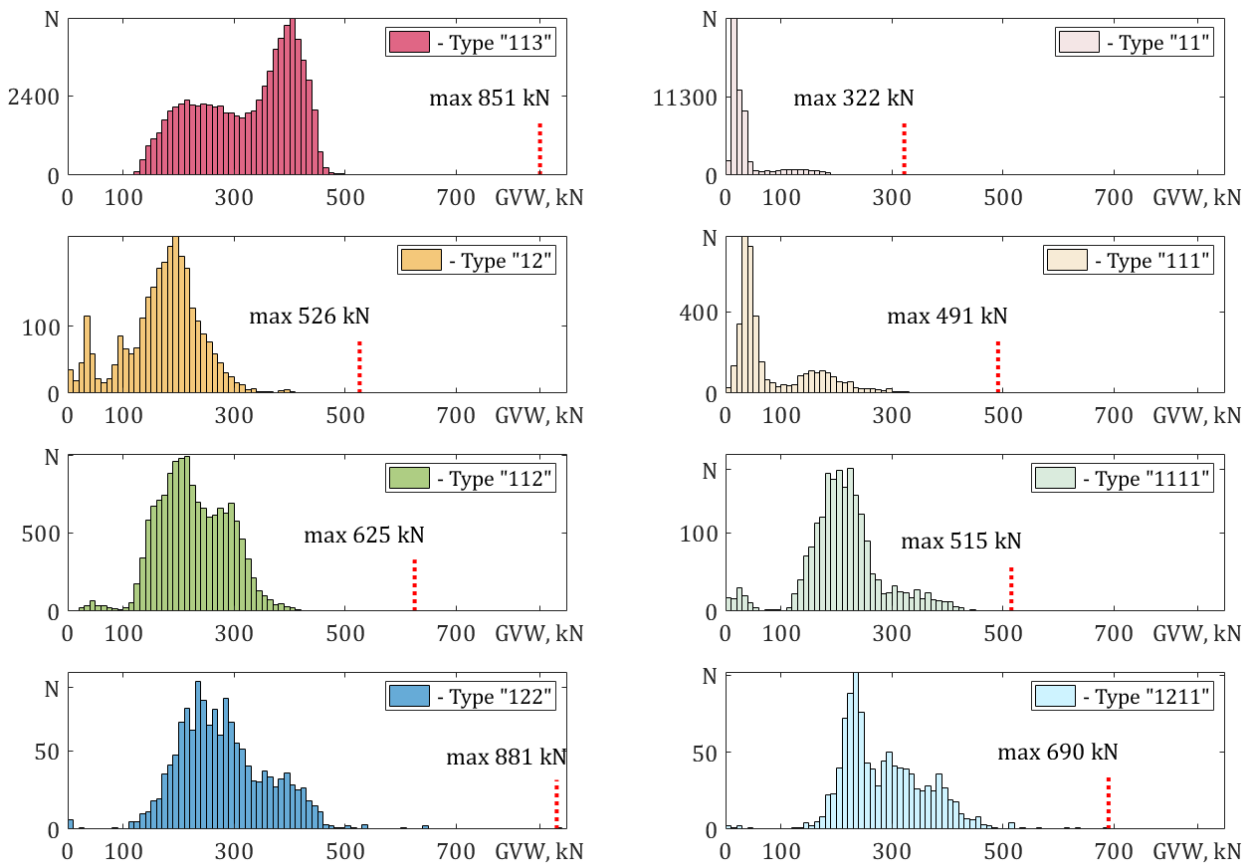 N
- Type "113"
2400
max 851 kN
0
0 100 300 500 700 GVW, kN
N
- Type "11"
11300
max 322 kN
0
0 100 300 500 700 GVW, kN
N
- Type "12"
max 526 kN
100
0
0 100 300 500 700 GVW, kN
N
- Type "111"
400
max 491 kN
0
0 100 300 500 700 GVW, kN
N
- Type "112"
500
max 625 kN
0
0 100 300 500 700 GVW, kN
N
- Type "1111"
100
max 515 kN
0
0 100 300 500 700 GVW, kN
N
- Type "122"
50
max 881 kN
0
0 100 300 500 700 GVW, kN
N
- Type "1211"
50
max 690 kN
0
0 100 300 500 700 GVW, kN